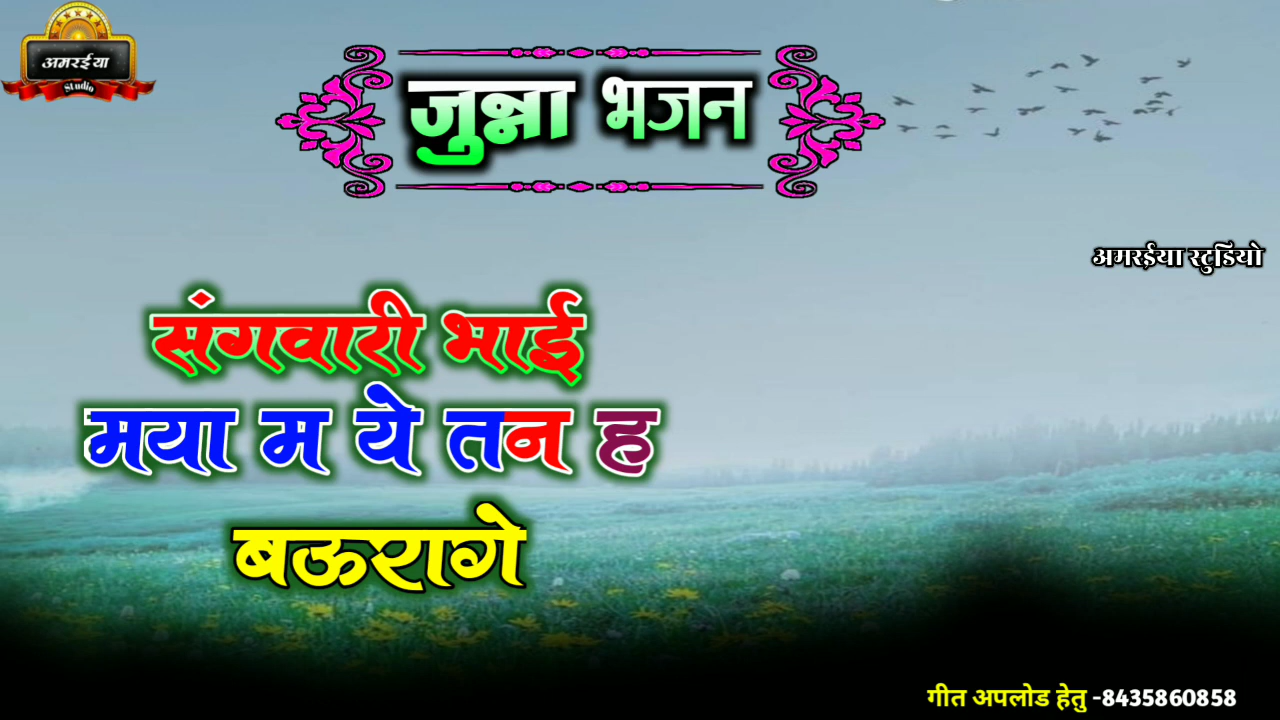 अमरईया
Studio
जुन्ना भजन
अमरईया स्टुडियो
संगवारी भाई
मया म ये तन ह
बऊरागे
गीत अपलोड हेतु -8435860858